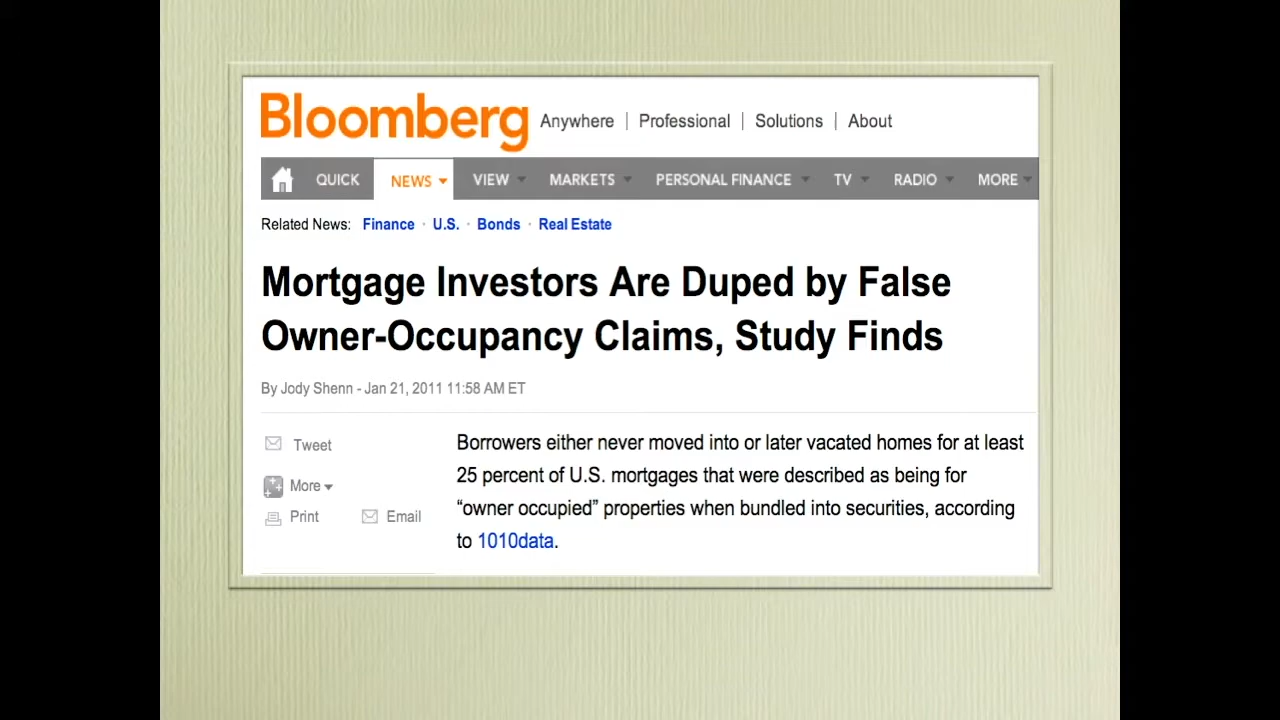 Bloomberg Anywhere | Professional | Solutions | About
QUICK NEWS VIEW MARKETS PERSONAL FINANCE TV RADIO MORE
Related News: Finance · U.S. · Bonds · Real Estate
Mortgage Investors Are Duped by False
Owner-Occupancy Claims, Study Finds
By Jody Shenn - Jan 21, 2011 11:58 AM ET
Tweet
More
Print Email
Borrowers either never moved into or later vacated homes for at least
25 percent of U.S. mortgages that were described as being for
“owner occupied” properties when bundled into securities, according
to 1010data.